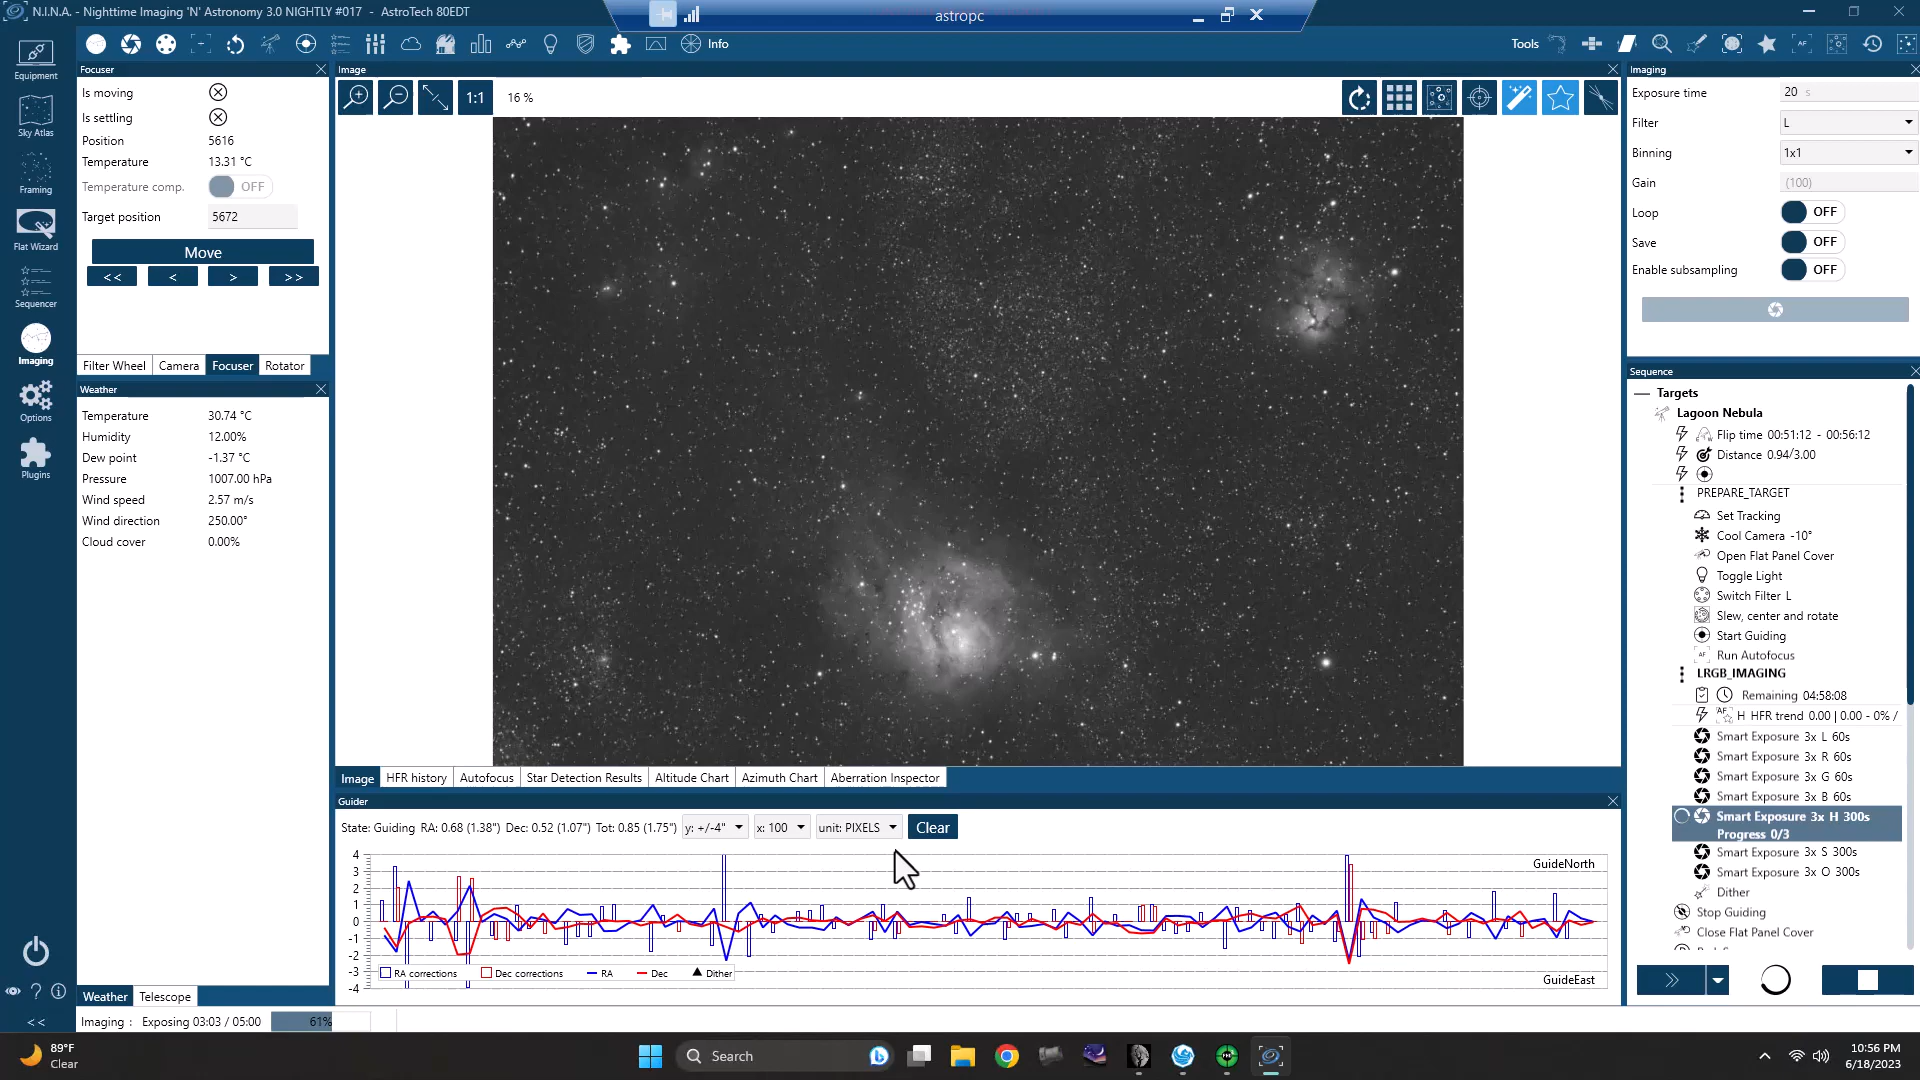 N.I.N.A. - Nighttime Imaging 'N' Astronomy 3.0 NIGHTLY #017 - AstroTech 80EDT
astropc
Info
Tools
Equipment
Sky Atlas
Framing
Flat Wizard
Sequencer
Imaging
Options
Plugins
<<
Focuser
Is moving
Is settling
Position 5616
Temperature 13.31 °C
Temperature comp. OFF
Target position 5672
Move
<< < > >>
Filter Wheel Camera Focuser Rotator
Weather
Temperature 30.74 °C
Humidity 12.00%
Dew point -1.37 °C
Pressure 1007.00 hPa
Wind speed 2.57 m/s
Wind direction 250.00°
Cloud cover 0.00%
Weather Telescope
Image
1:1 16 %
Image HFR history Autofocus Star Detection Results Altitude Chart Azimuth Chart Aberration Inspector
Guider
State: Guiding RA: 0.68 (1.38") Dec: 0.52 (1.07") Tot: 0.85 (1.75") y: +/-4" x: 100 unit: PIXELS Clear
4
3
2
1
0
-1
-2
-3
-4
GuideNorth
GuideEast
RA corrections Dec corrections RA Dec Dither
Imaging
Exposure time 20 s
Filter L
Binning 1x1
Gain (100)
Loop OFF
Save OFF
Enable subsampling OFF
Sequence
Targets
Lagoon Nebula
Flip time 00:51:12 - 00:56:12
Distance 0.94/3.00
PREPARE_TARGET
Set Tracking
Cool Camera -10°
Open Flat Panel Cover
Toggle Light
Switch Filter L
Slew, center and rotate
Start Guiding
AF Run Autofocus
LRGB_IMAGING
Remaining 04:58:08
AF H HFR trend 0.00 | 0.00 - 0% /
Smart Exposure 3x L 60s
Smart Exposure 3x R 60s
Smart Exposure 3x G 60s
Smart Exposure 3x B 60s
Smart Exposure 3x H 300s
Progress 0/3
Smart Exposure 3x S 300s
Smart Exposure 3x O 300s
Dither
Stop Guiding
Close Flat Panel Cover
Imaging : Exposing 03:03 / 05:00 61%
89°F
Clear
Search
10:56 PM
6/18/2023